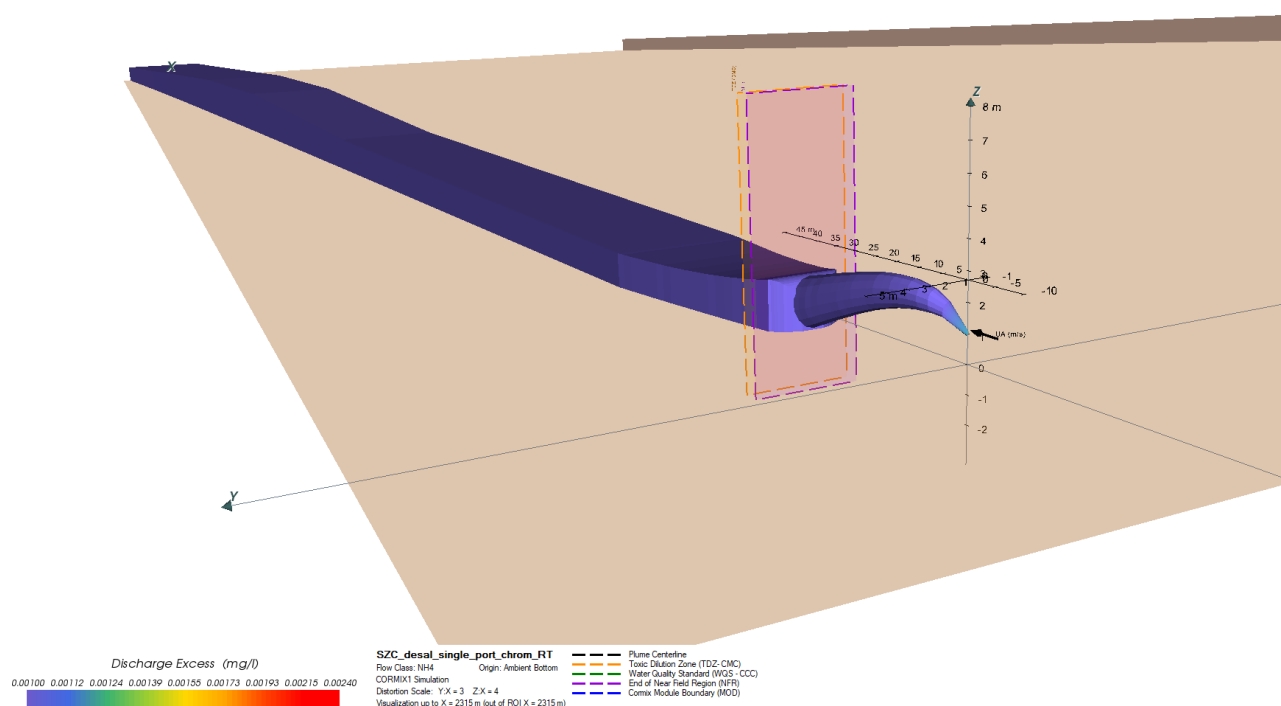 X
Z
8 m
7
6
5
4
3
2
1
0
-1
-2
45 m
40
35
30
25
20
15
10
5
-5
-10
5 m
4
3
2
-1
UA (m/s)
Y
Discharge Excess (mg/l)
0.00100 0.00112 0.00124 0.00139 0.00155 0.00173 0.00193 0.00215 0.00240
SZC_desal_single_port_chrom_RT
Flow Class: NH4 Origin: Ambient Bottom
CORMIX1 Simulation
Distortion Scale: Y:X = 3 Z:X = 4
Visualization up to X = 2315 m (out of ROI X = 2315 m)
Plume Centerline
Toxic Dilution Zone (TDZ- CMC)
Water Quality Standard (WQS - CCC)
End of Near Field Region (NFR)
Cormix Module Boundary (MOD)